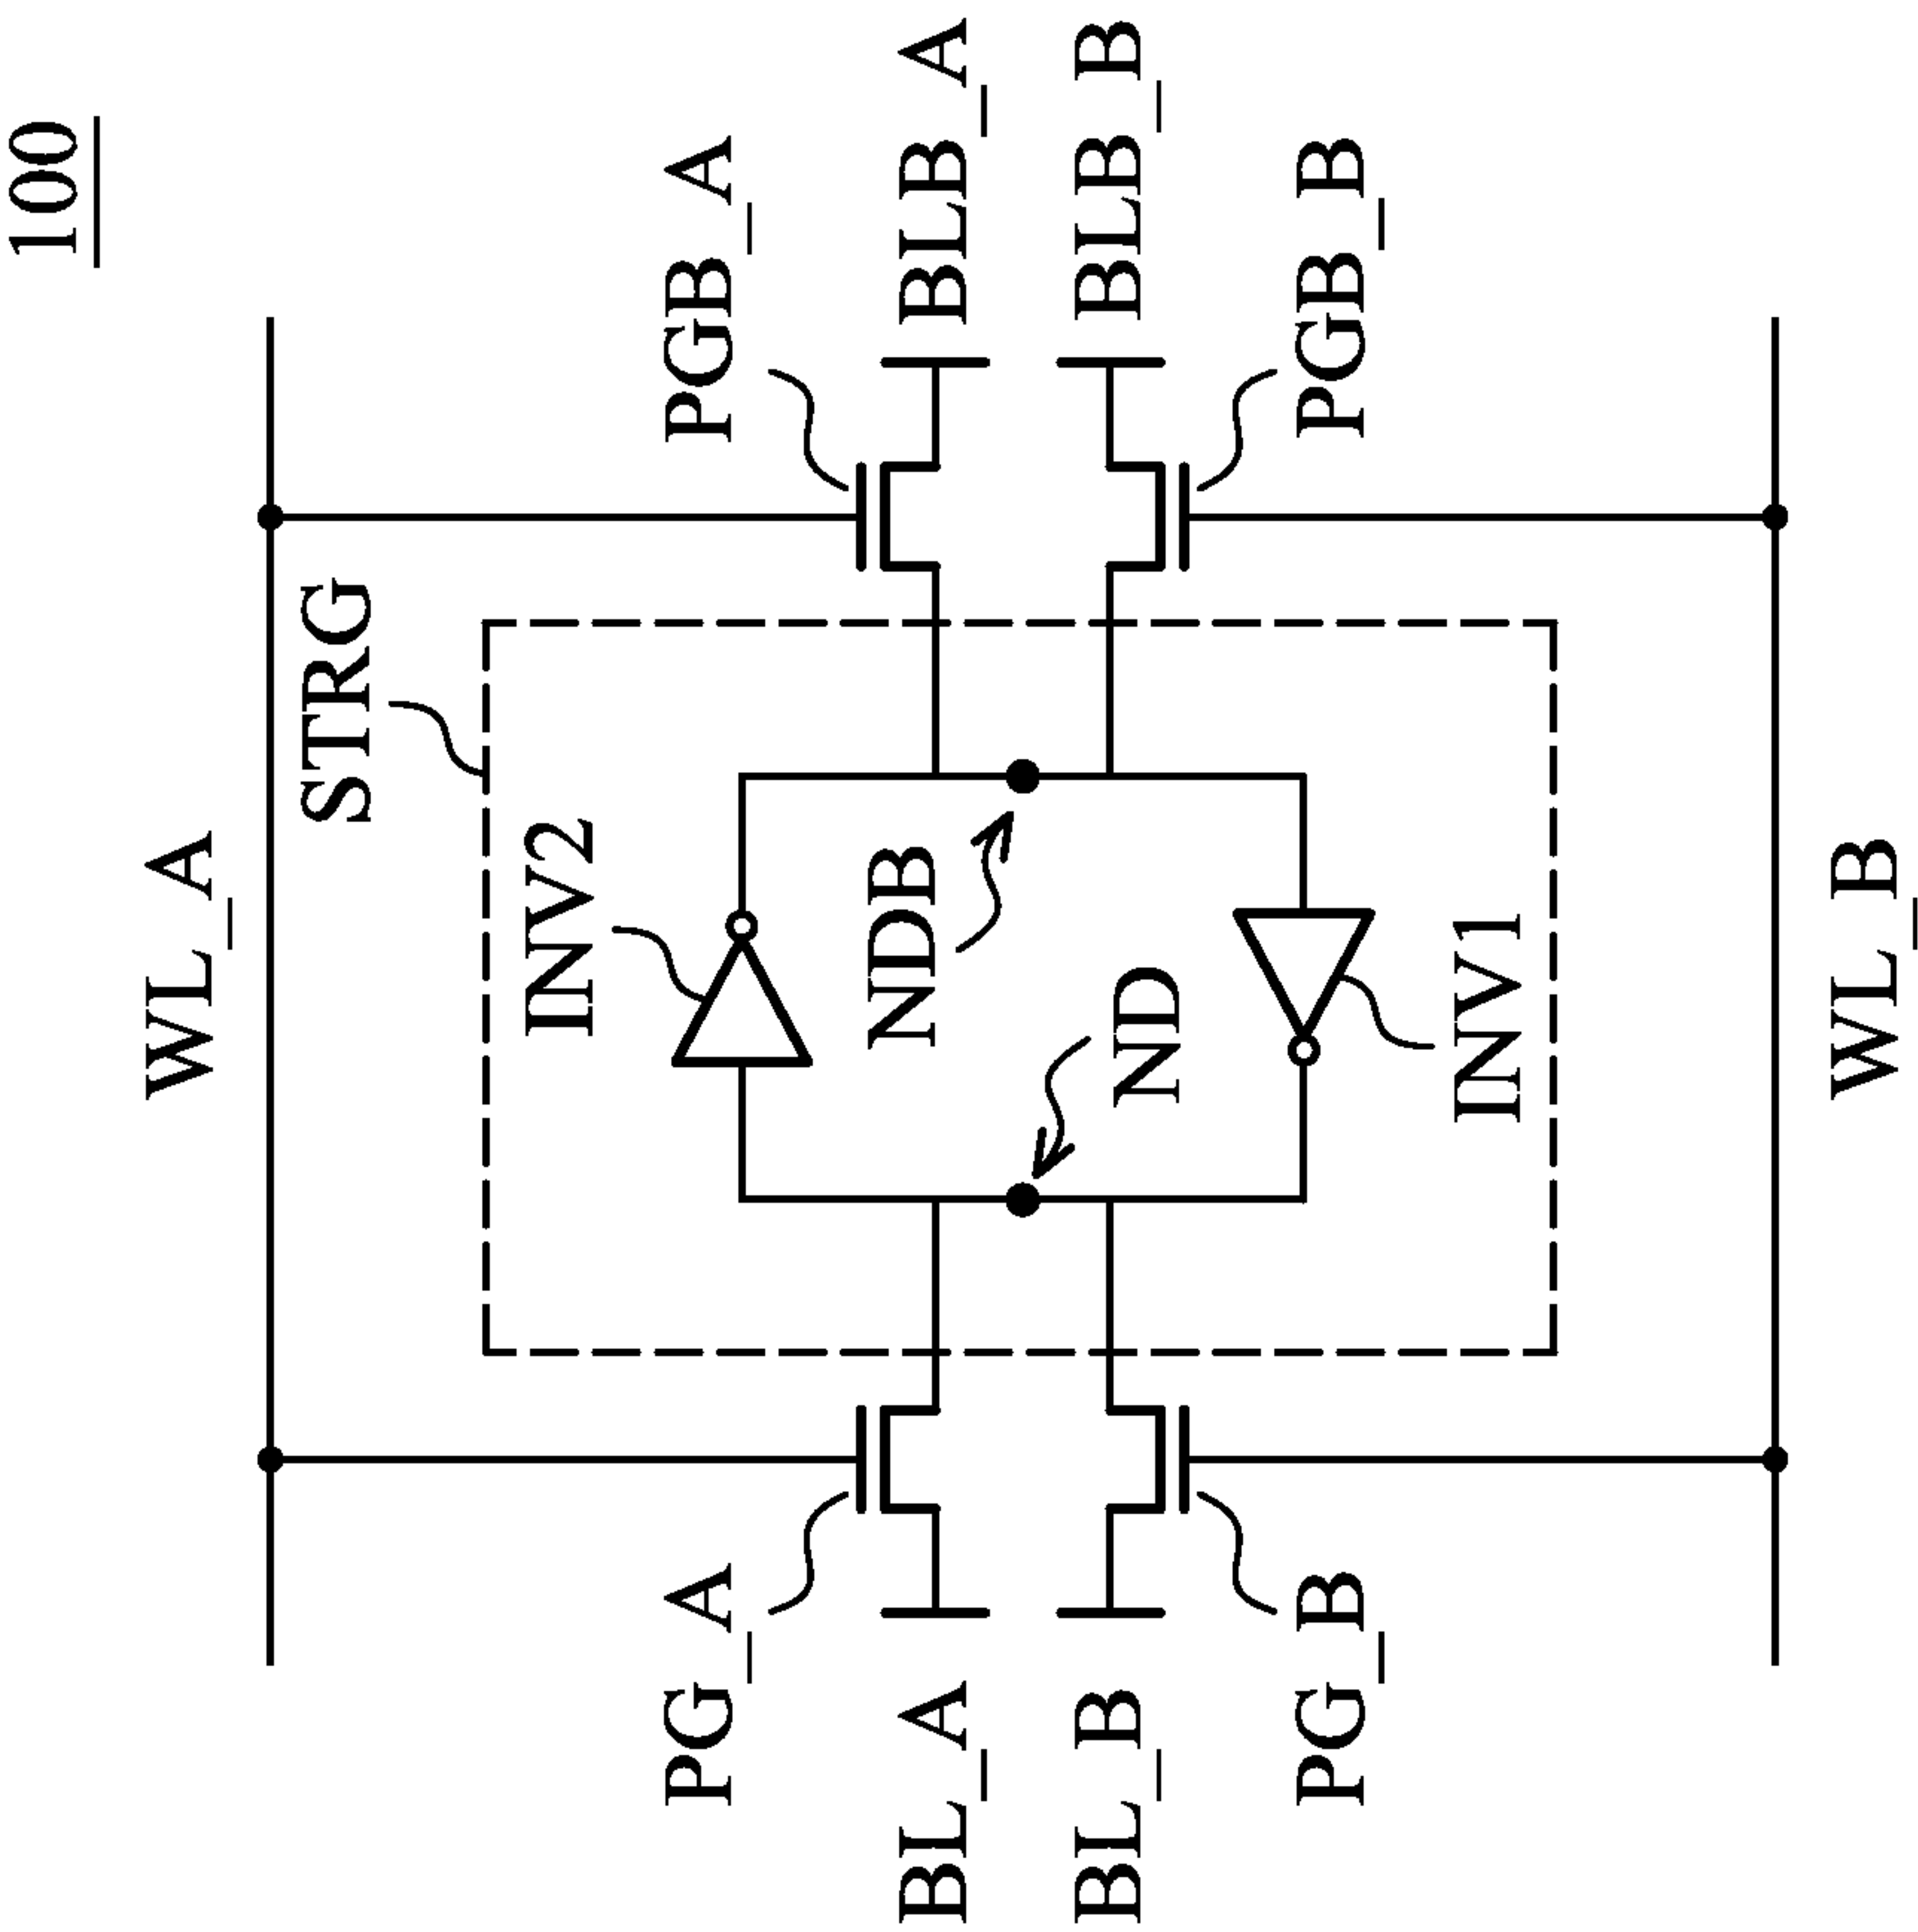 100
WL_A
STRG
PG_A
INV2
PGB_A
BL_A
NDB
BLB_A
BL_B
ND
BLB_B
PG_B
INV1
PGB_B
WL_B